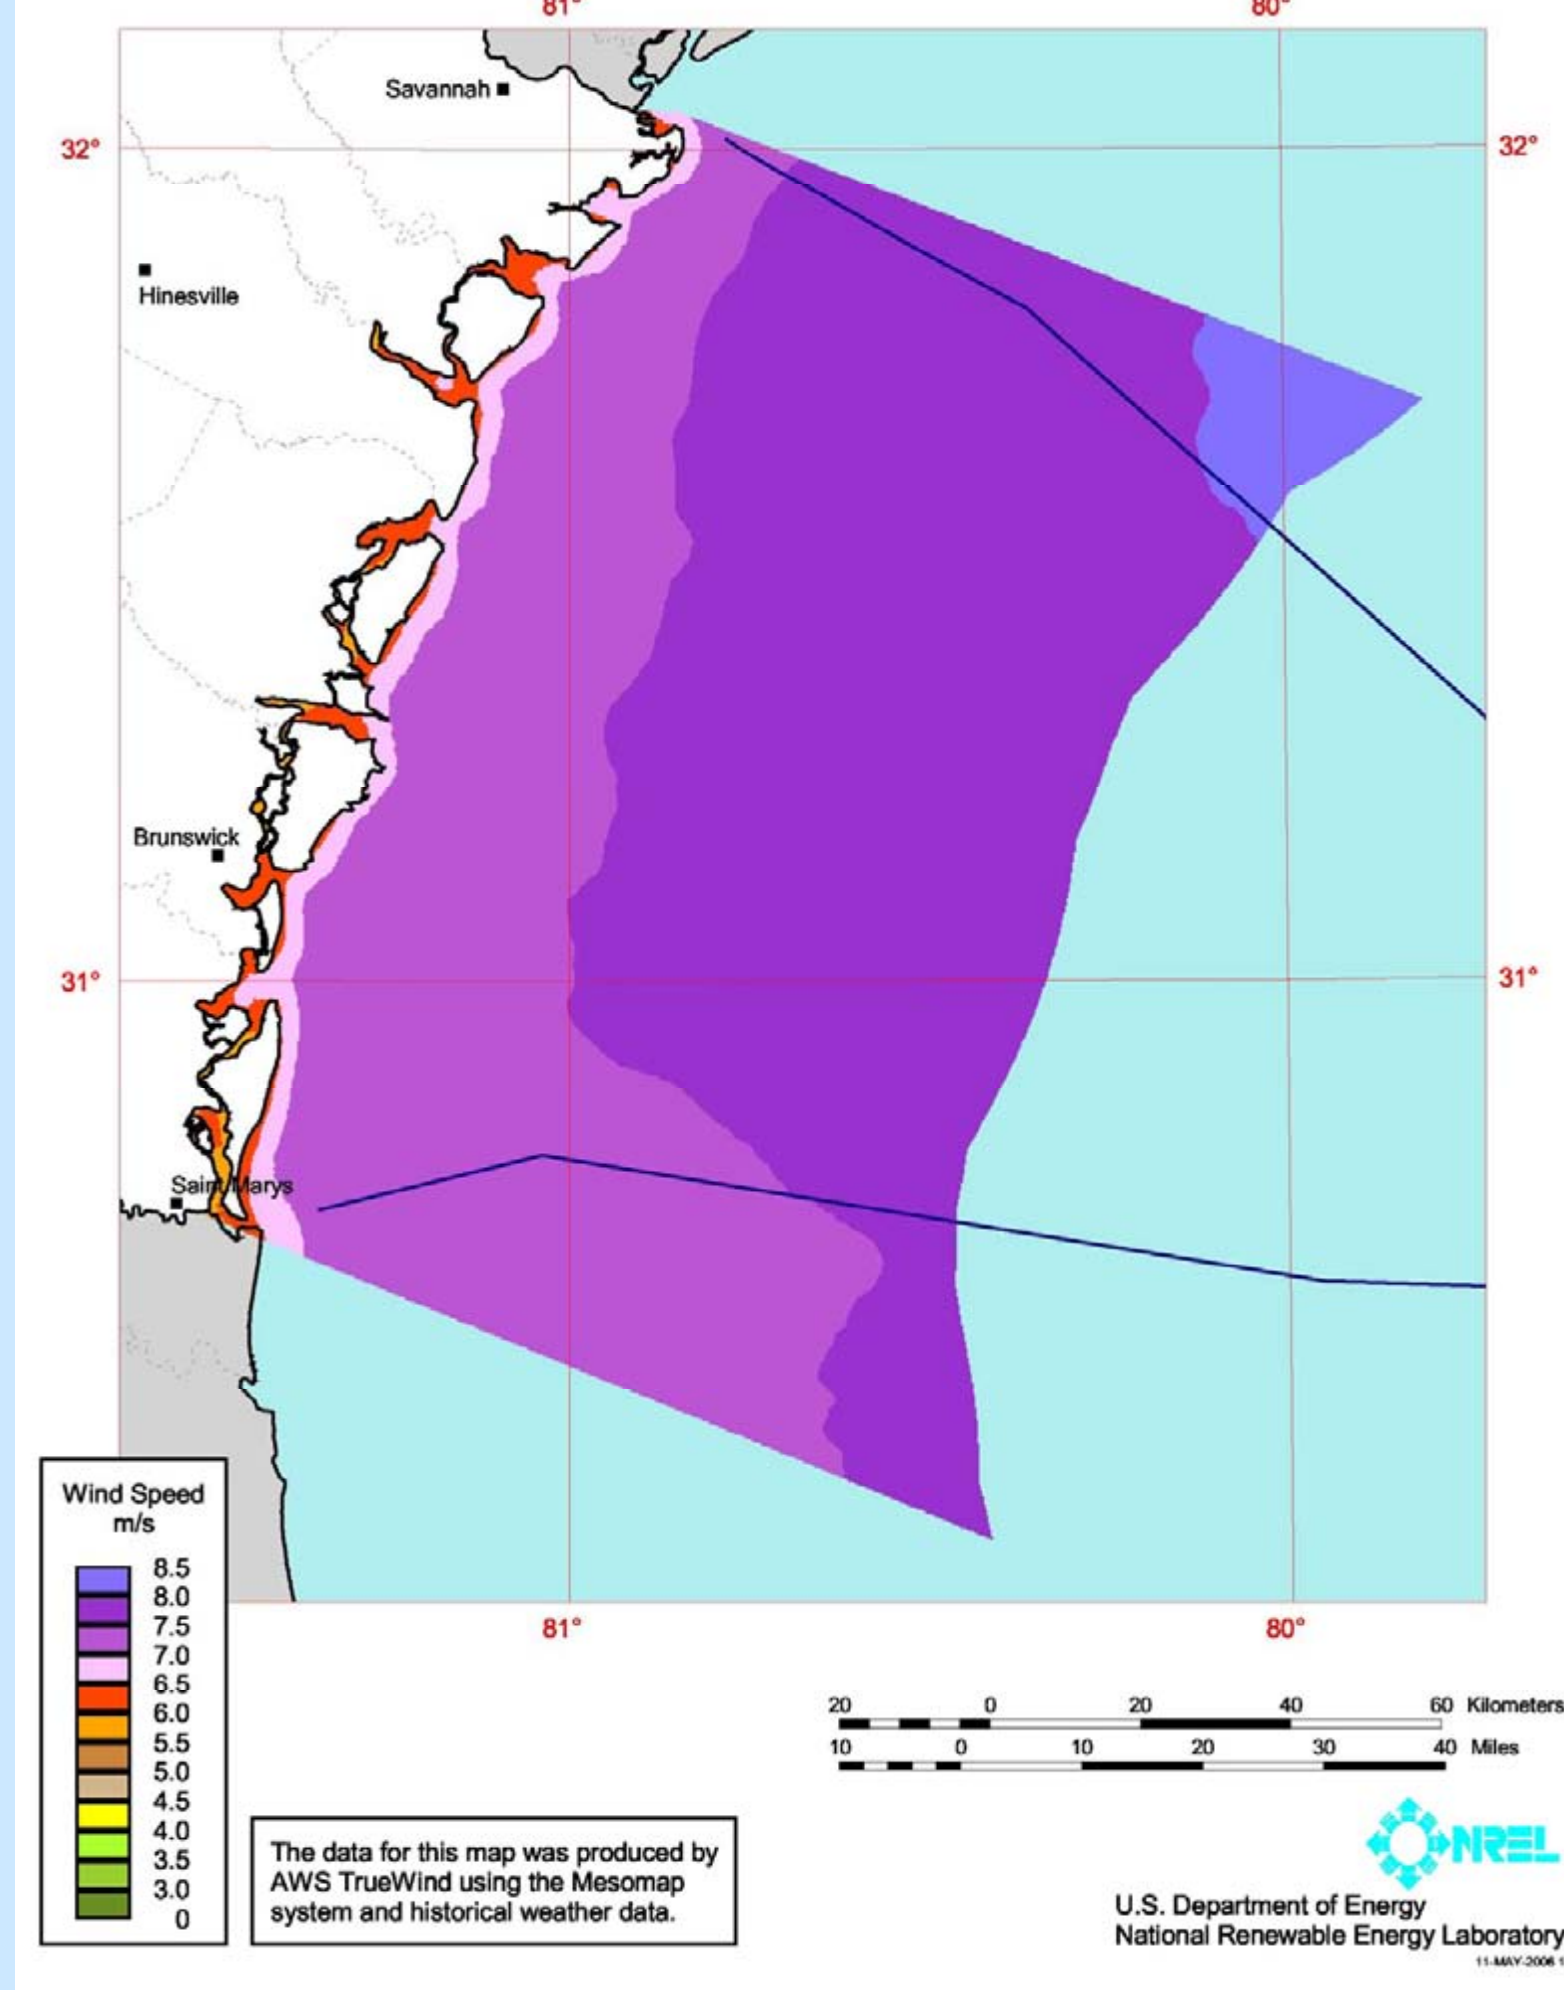 81°
80°
Savannah
32°
32°
Hinesville
Brunswick
31°
31°
Saint Marys
Wind Speed
m/s
8.5
8.0
7.5
7.0
6.5
6.0
5.5
5.0
4.5
4.0
3.5
3.0
0
81°
80°
20 0 20 40 60 Kilometers
10 0 10 20 30 40 Miles
The data for this map was produced by
AWS TrueWind using the Mesomap
system and historical weather data.
NREL
U.S. Department of Energy
National Renewable Energy Laboratory
11-MAY-2006 1